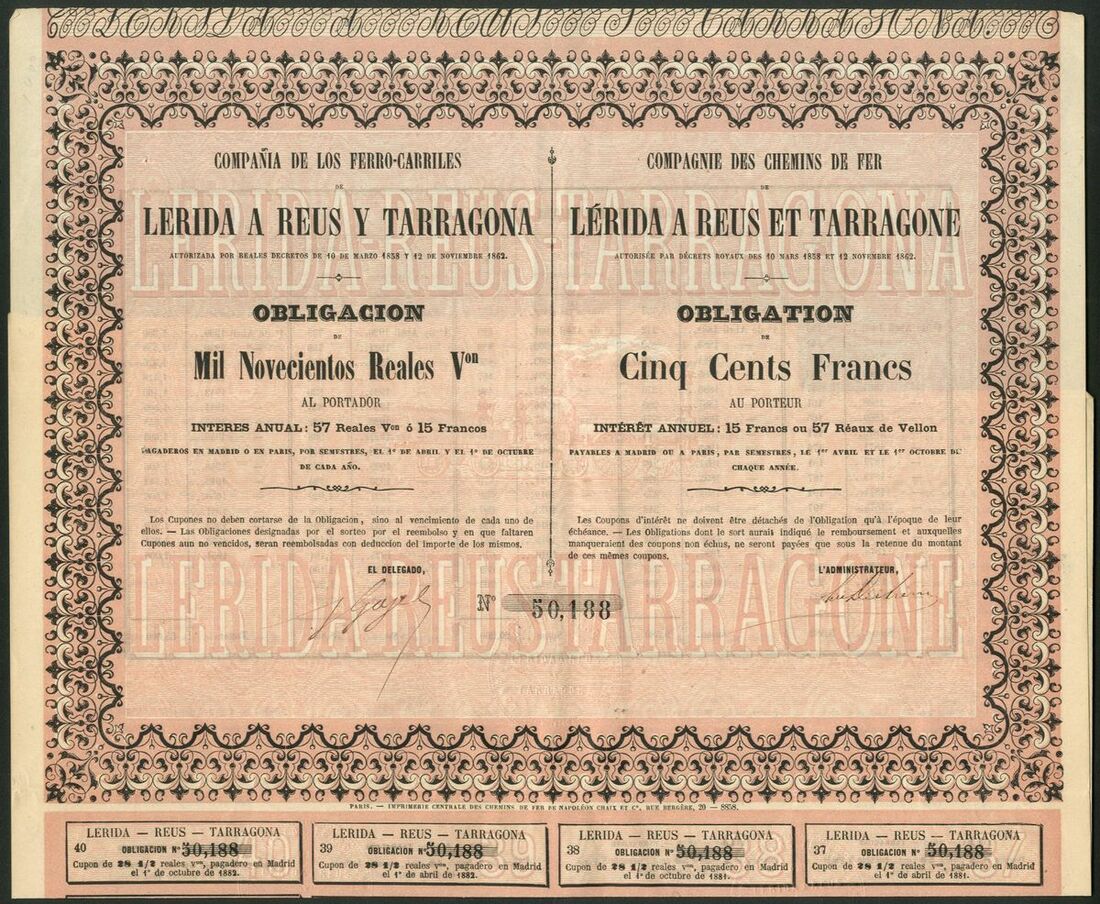 COMPAÑIA DE LOS FERRO-CARRILES
DE
LERIDA A REUS Y TARRAGONA
AUTORIZADA POR REALES DECRETOS DE 10 DE MARZO 1858 Y 12 DE NOVIEMBRE 1862.
OBLIGACION
DE
Mil Novecientos Reales Von
AL PORTADOR
INTERES ANUAL: 57 Reales Von ó 15 Francos
PAGADEROS EN MADRID O EN PARIS, POR SEMESTRES, EL 1º DE ABRIL Y EL 1º DE OCTUBRE
DE CADA AÑO.
Los Cupones no deben cortarse de la Obligacion, sino al vencimiento de cada uno de
ellos. — Las Obligaciones designadas por el sorteo por el reembolso y en que faltaren
Cupones aun no vencidos, seran reembolsadas con deduccion del importe de los mismos.
EL DELEGADO,
COMPAGNIE DES CHEMINS DE FER
DE
LÉRIDA A REUS ET TARRAGONE
AUTORISÉE PAR DÉCRETS ROYAUX DES 10 MARS 1858 ET 12 NOVEMBRE 1862.
OBLIGATION
DE
Cinq Cents Francs
AU PORTEUR
INTÉRÊT ANNUEL: 15 Francs ou 57 Réaux de Vellon
PAYABLES A MADRID OU A PARIS, PAR SEMESTRES, LE 1er AVRIL ET LE 1er OCTOBRE DE
CHAQUE ANNÉE.
Les Coupons d'intérêt ne doivent être détachés de l'Obligation qu'à l'époque de leur
échéance. — Les Obligations dont le sort aurait indiqué le remboursement et auxquelles
manqueraient des coupons non échus, ne seront payées que sous la retenue du montant
de ces mêmes coupons.
L'ADMINISTRATEUR,
Nº 50,188
LERIDA-REUS-TARRAGONA
LERIDA-REUS-TARRAGONE
PARIS. — IMPRIMERIE CENTRALE DES CHEMINS DE FER DE NAPOLÉON CHAIX ET Cº, RUE BERGÈRE, 20 — 8858.
LERIDA — REUS — TARRAGONA
40 OBLIGACION Nº 50,188
Cupon de 28 1/2 reales von, pagadero en Madrid
el 1º de octubre de 1882.
LERIDA — REUS — TARRAGONA
39 OBLIGACION Nº 50,188
Cupon de 28 1/2 reales von, pagadero en Madrid
el 1º de abril de 1882.
LERIDA — REUS — TARRAGONA
38 OBLIGACION Nº 50,188
Cupon de 28 1/2 reales von, pagadero en Madrid
el 1º de octubre de 1881.
LERIDA — REUS — TARRAGONA
37 OBLIGACION Nº 50,188
Cupon de 28 1/2 reales von, pagadero en Madrid
el 1º de abril de 1881.